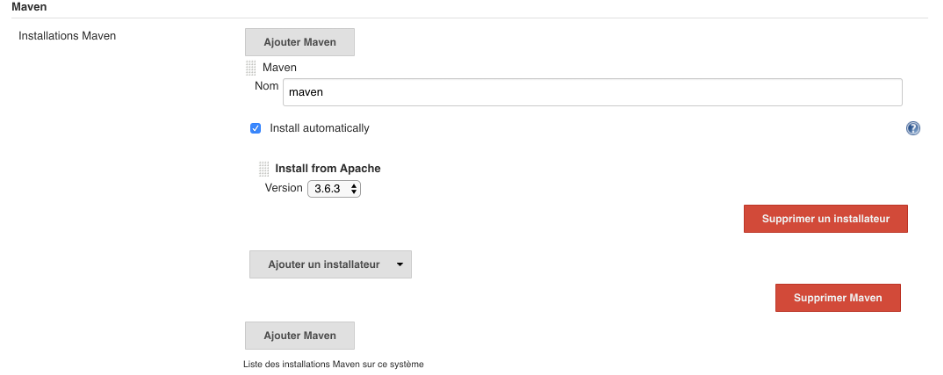 Maven
Installations Maven
Ajouter Maven
Maven
Nom
maven
Install automatically
?
Install from Apache
Version 3.6.3
Supprimer un installateur
Ajouter un installateur
Supprimer Maven
Ajouter Maven
Liste des installations Maven sur ce système